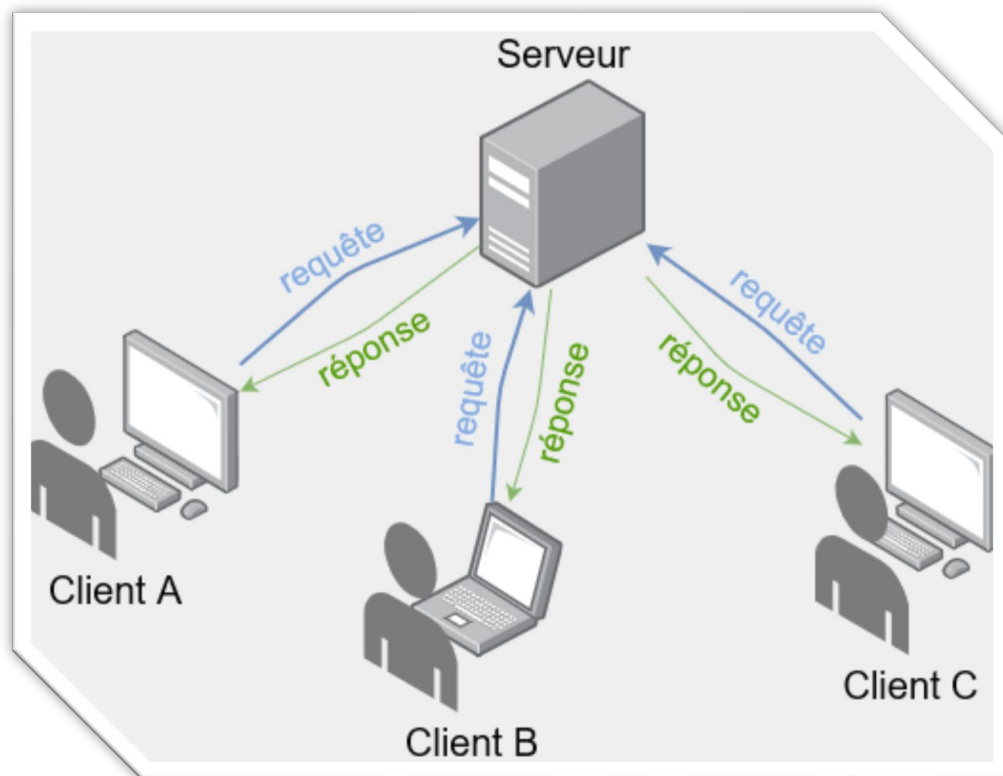 Serveur
requête
réponse
requête
réponse
requête
réponse
Client A
Client B
Client C